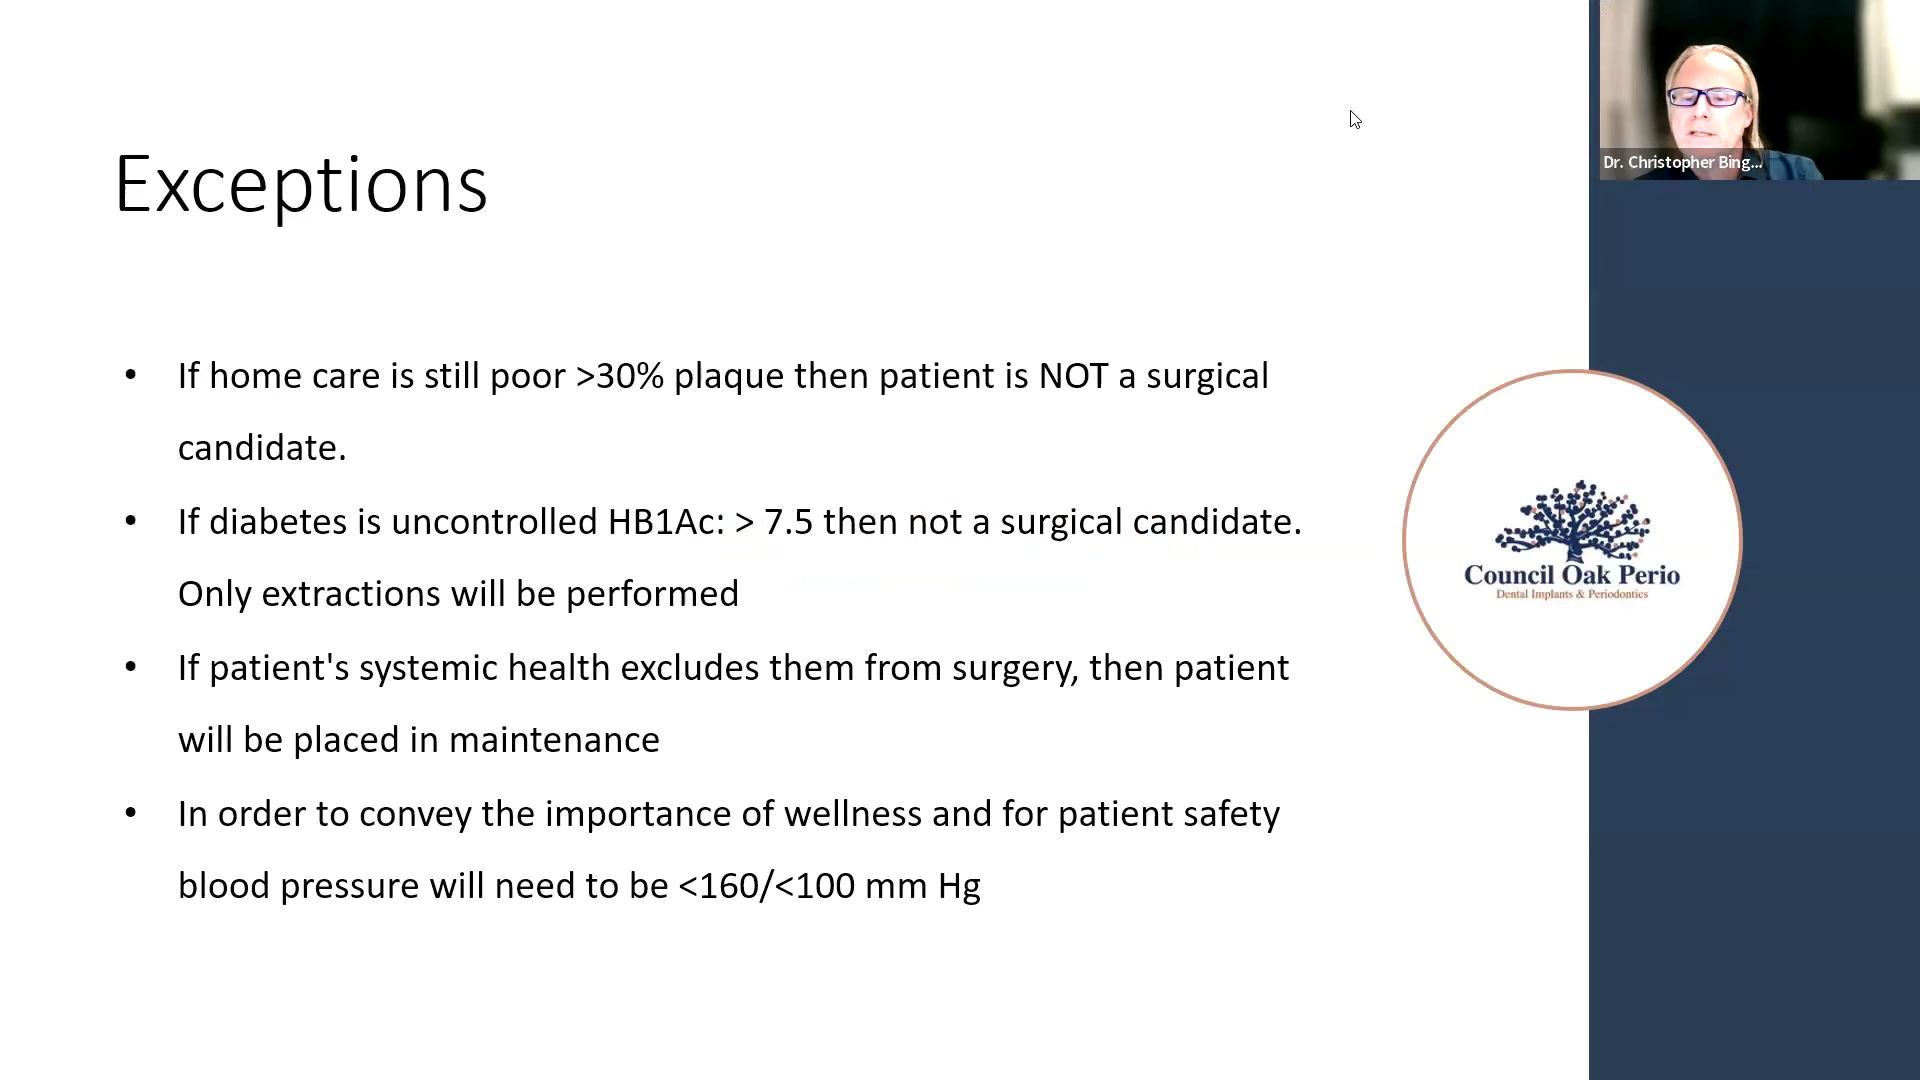 Dr. Christopher Bing...
Exceptions
• If home care is still poor >30% plaque then patient is NOT a surgical
candidate.
• If diabetes is uncontrolled HB1Ac: > 7.5 then not a surgical candidate.
Only extractions will be performed
• If patient's systemic health excludes them from surgery, then patient
will be placed in maintenance
• In order to convey the importance of wellness and for patient safety
blood pressure will need to be <160/<100 mm Hg
Council Oak Perio
Dental Implants & Periodontics